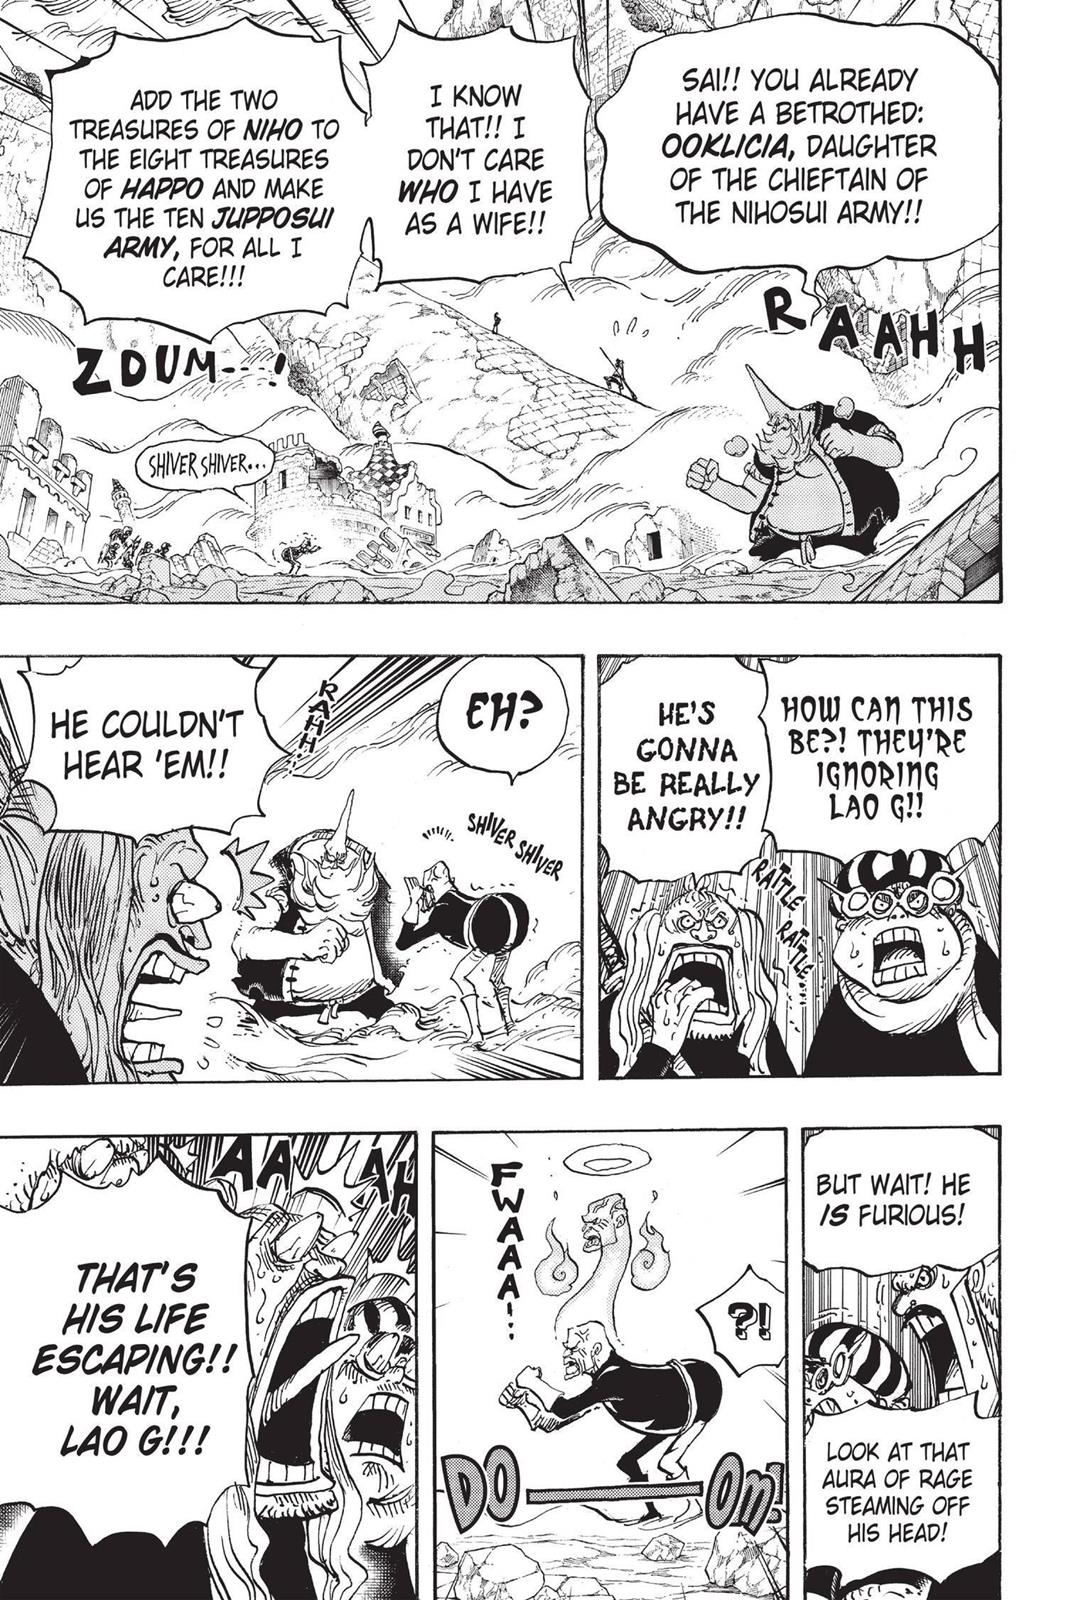 SAI!! YOU ALREADY
HAVE A BETROTHED:
OOKLICIA, DAUGHTER
OF THE CHIEFTAIN OF
THE NIHOSUI ARMY!!
I KNOW
THAT!! I
DON'T CARE
WHO I HAVE
AS A WIFE!!
ADD THE TWO
TREASURES OF NIHO TO
THE EIGHT TREASURES
OF HAPPO AND MAKE
US THE TEN JUPPOSUI
ARMY, FOR ALL I
CARE!!!
RAAHH
ZDUM...!
SHIVER SHIVER...
HOW CAN THIS
BE?! THEY'RE
IGNORING
LAO G!!
HE'S
GONNA
BE REALLY
ANGRY!!
RATTLE RATTLE
EH?
RAHH...
SHIVER SHIVER
HE COULDN'T
HEAR 'EM!!
BUT WAIT! HE
IS FURIOUS!
LOOK AT THAT
AURA OF RAGE
STEAMING OFF
HIS HEAD!
FWAAA...
?!
DO—OM!
AAAH
THAT'S
HIS LIFE
ESCAPING!!
WAIT,
LAO G!!!